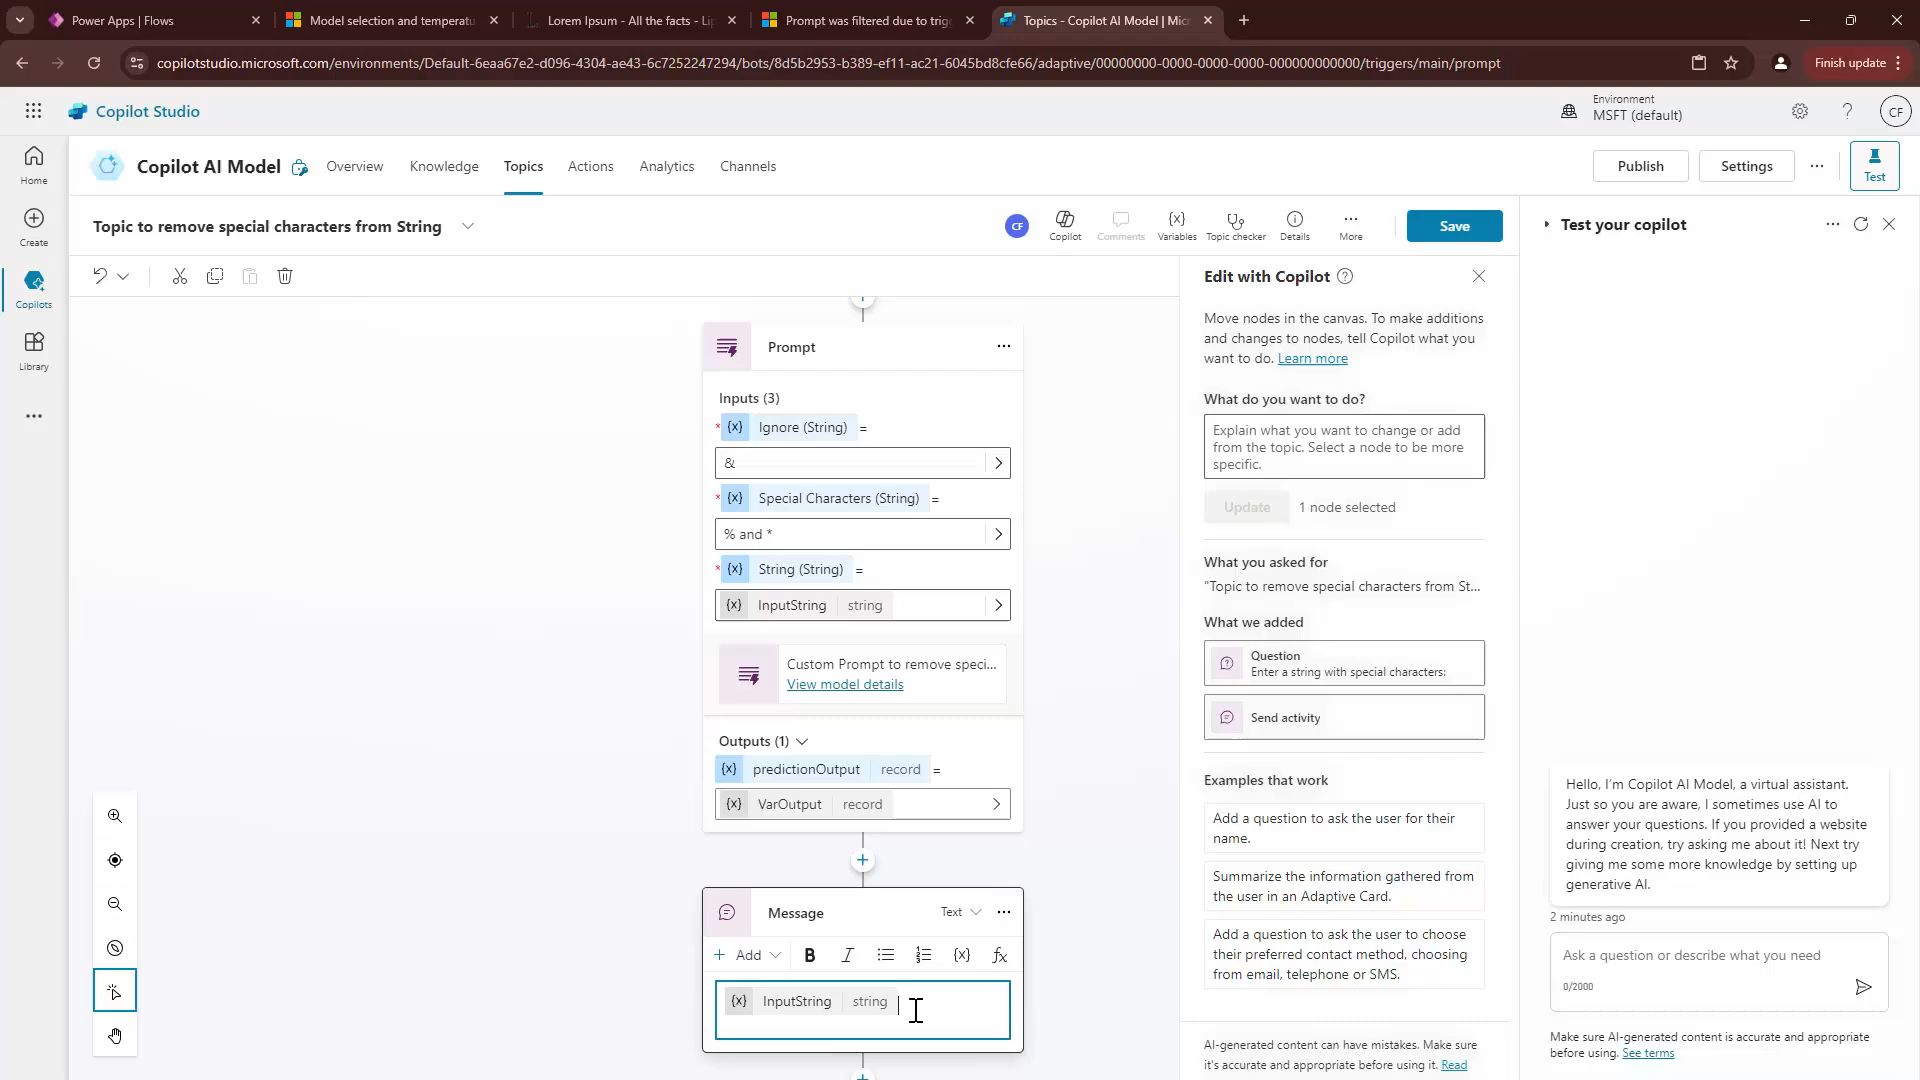 Power Apps | Flows
Model selection and temperatu
Lorem Ipsum - All the facts - Lip
Prompt was filtered due to trig
Topics - Copilot AI Model | Mic
copilotstudio.microsoft.com/environments/Default-6eaa67e2-d096-4304-ae43-6c7252247294/bots/8d5b2953-b389-ef11-ac21-6045bd8cfe66/adaptive/00000000-0000-0000-0000-000000000000/triggers/main/prompt
Finish update
Copilot Studio
Environment
MSFT (default)
CF
Home
Create
Copilots
Library
Copilot AI Model
Overview
Knowledge
Topics
Actions
Analytics
Channels
Publish
Settings
Test
Topic to remove special characters from String
CF
Copilot
Comments
Variables
Topic checker
Details
More
Save
Prompt
Inputs (3)
* {x} Ignore (String) =
&
* {x} Special Characters (String) =
% and *
* {x} String (String) =
{x} InputString string
Custom Prompt to remove speci...
View model details
Outputs (1)
{x} predictionOutput record =
{x} VarOutput record
Message
Text
+ Add
B I {x} fx
{x} InputString string
Edit with Copilot
Move nodes in the canvas. To make additions
and changes to nodes, tell Copilot what you
want to do. Learn more
What do you want to do?
Explain what you want to change or add
from the topic. Select a node to be more
specific.
Update
1 node selected
What you asked for
"Topic to remove special characters from St...
What we added
Question
Enter a string with special characters:
Send activity
Examples that work
Add a question to ask the user for their
name.
Summarize the information gathered from
the user in an Adaptive Card.
Add a question to ask the user to choose
their preferred contact method, choosing
from email, telephone or SMS.
AI-generated content can have mistakes. Make sure
it's accurate and appropriate before using it. Read
Test your copilot
Hello, I'm Copilot AI Model, a virtual assistant.
Just so you are aware, I sometimes use AI to
answer your questions. If you provided a website
during creation, try asking me about it! Next try
giving me some more knowledge by setting up
generative AI.
2 minutes ago
Ask a question or describe what you need
0/2000
Make sure AI-generated content is accurate and appropriate
before using. See terms